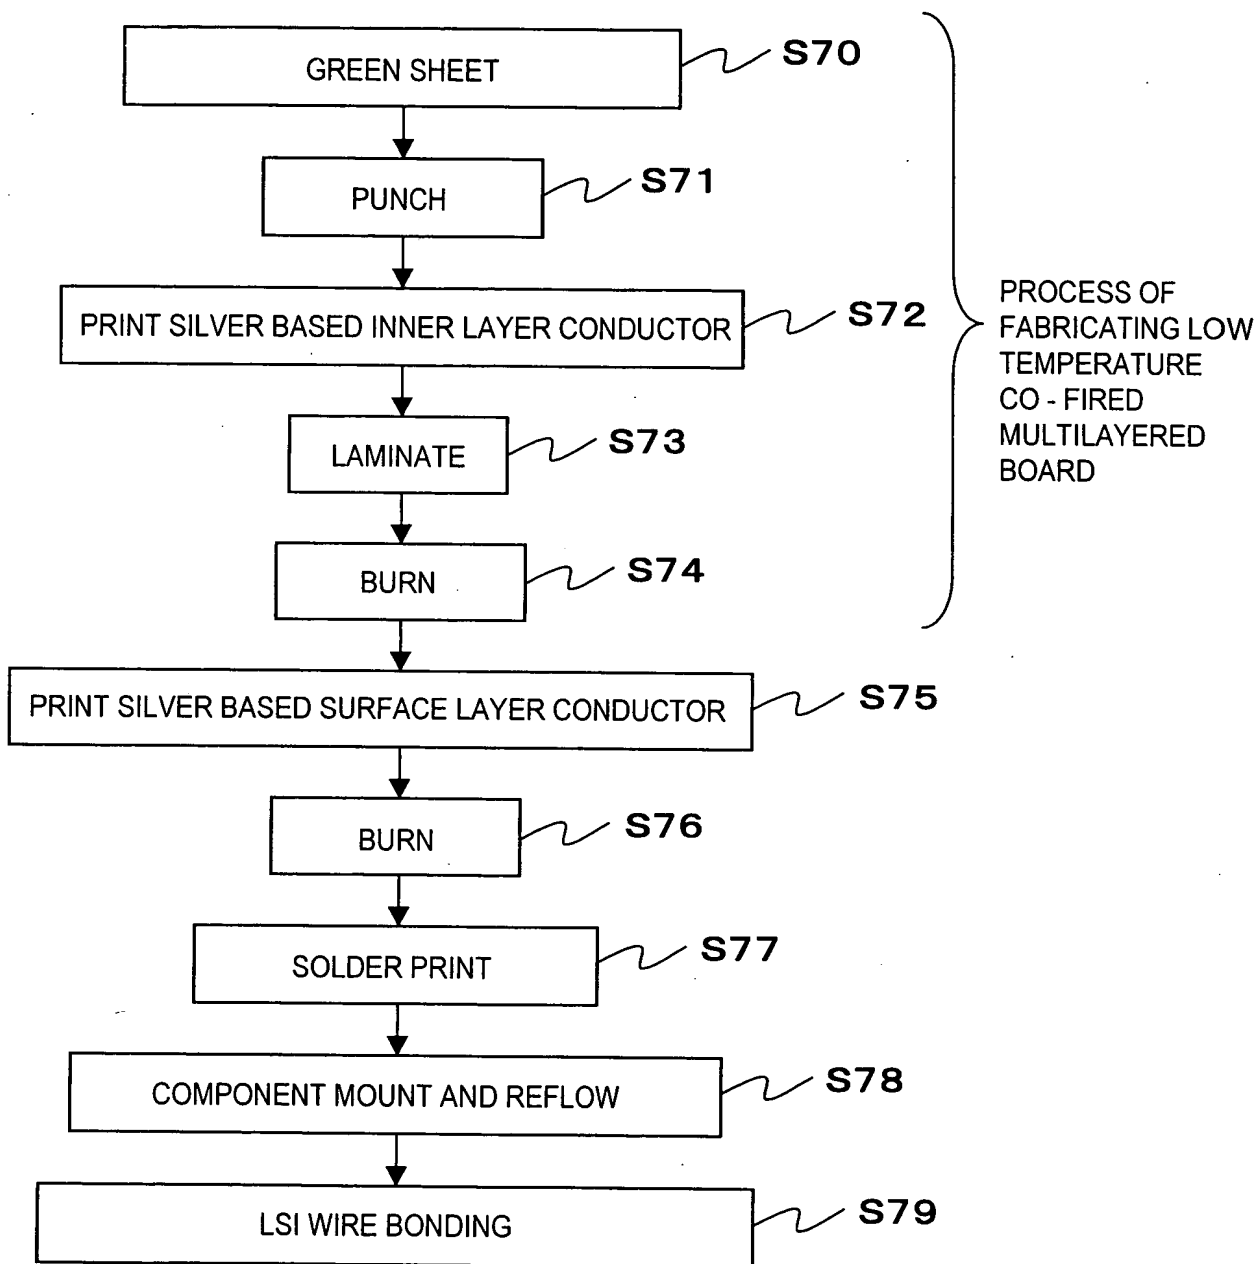 GREEN SHEET
S70
PUNCH
S71
PRINT SILVER BASED INNER LAYER CONDUCTOR
S72
LAMINATE
S73
BURN
S74
PROCESS OF
FABRICATING LOW
TEMPERATURE
CO - FIRED
MULTILAYERED
BOARD
PRINT SILVER BASED SURFACE LAYER CONDUCTOR
S75
BURN
S76
SOLDER PRINT
S77
COMPONENT MOUNT AND REFLOW
S78
LSI WIRE BONDING
S79